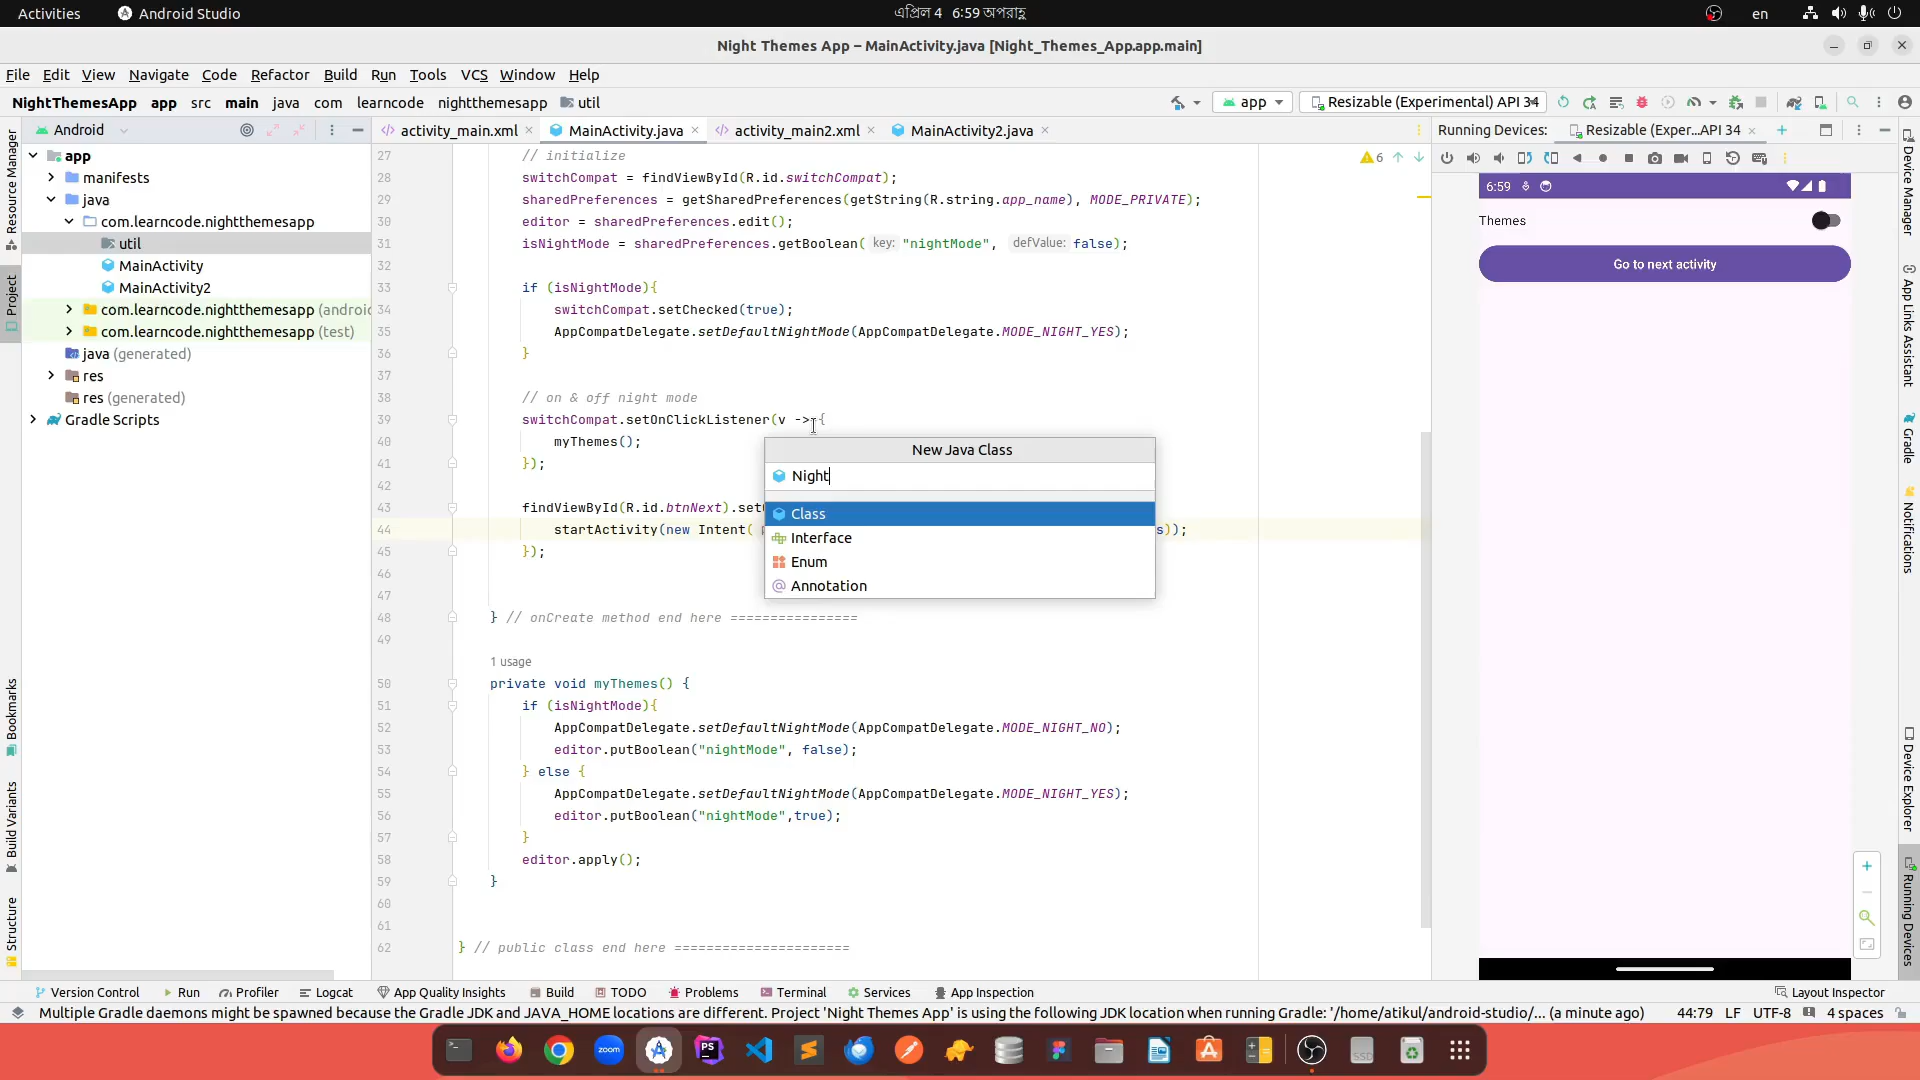 Activities
Android Studio
এপ্রিল 4 6:59 অপরাহ্ণ
en
Night Themes App – MainActivity.java [Night_Themes_App.app.main]
File Edit View Navigate Code Refactor Build Run Tools VCS Window Help
NightThemesApp app src main java com learncode nightthemesapp util
app
Resizable (Experimental) API 34
Android
activity_main.xml
MainActivity.java
activity_main2.xml
MainActivity2.java
Running Devices:
Resizable (Exper...API 34
app
manifests
java
com.learncode.nightthemesapp
util
MainActivity
MainActivity2
com.learncode.nightthemesapp (androi
com.learncode.nightthemesapp (test)
java (generated)
res
res (generated)
Gradle Scripts
27 // initialize
28 switchCompat = findViewById(R.id.switchCompat);
29 sharedPreferences = getSharedPreferences(getString(R.string.app_name), MODE_PRIVATE);
30 editor = sharedPreferences.edit();
31 isNightMode = sharedPreferences.getBoolean( key: "nightMode", defValue: false);
32
33 if (isNightMode){
34 switchCompat.setChecked(true);
35 AppCompatDelegate.setDefaultNightMode(AppCompatDelegate.MODE_NIGHT_YES);
36 }
37
38 // on & off night mode
39 switchCompat.setOnClickListener(v -> {
40 myThemes();
41 });
42
43 findViewById(R.id.btnNext).set
44 startActivity(new Intent( s));
45 });
46
47
48 } // onCreate method end here ================
49
1 usage
50 private void myThemes() {
51 if (isNightMode){
52 AppCompatDelegate.setDefaultNightMode(AppCompatDelegate.MODE_NIGHT_NO);
53 editor.putBoolean("nightMode", false);
54 } else {
55 AppCompatDelegate.setDefaultNightMode(AppCompatDelegate.MODE_NIGHT_YES);
56 editor.putBoolean("nightMode",true);
57 }
58 editor.apply();
59 }
60
61
62 } // public class end here ======================
6
New Java Class
Night
Class
Interface
Enum
Annotation
6:59
Themes
Go to next activity
Resource Manager
Project
Bookmarks
Build Variants
Structure
Device Manager
App Links Assistant
Gradle
Notifications
Device Explorer
Running Devices
Version Control
Run
Profiler
Logcat
App Quality Insights
Build
TODO
Problems
Terminal
Services
App Inspection
Layout Inspector
Multiple Gradle daemons might be spawned because the Gradle JDK and JAVA_HOME locations are different. Project 'Night Themes App' is using the following JDK location when running Gradle: '/home/atikul/android-studio/... (a minute ago)
44:79 LF UTF-8 4 spaces
zoom
PS
SSD